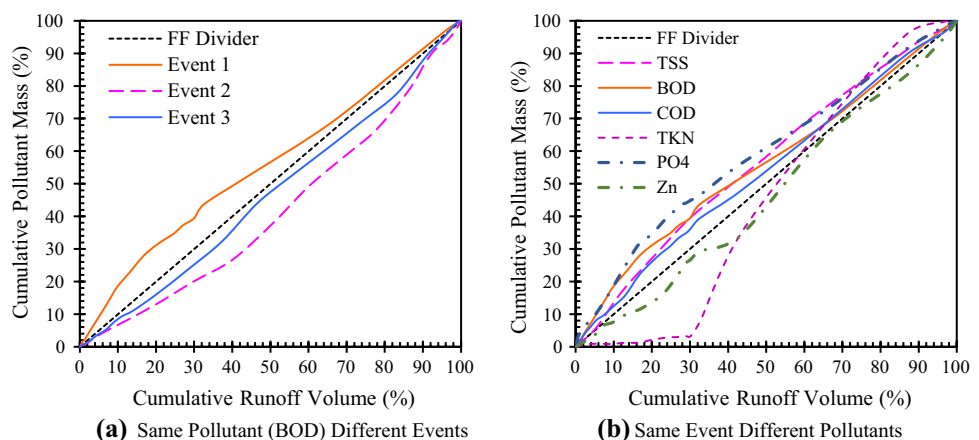 Cumulative Pollutant Mass (%)
100
90
80
70
60
50
40
30
20
10
0
FF Divider
Event 1
Event 2
Event 3
0 10 20 30 40 50 60 70 80 90 100
Cumulative Runoff Volume (%)
(a) Same Pollutant (BOD) Different Events
Cumulative Pollutant Mass (%)
100
90
80
70
60
50
40
30
20
10
0
FF Divider
TSS
BOD
COD
TKN
PO4
Zn
0 10 20 30 40 50 60 70 80 90 100
Cumulative Runoff Volume (%)
(b) Same Event Different Pollutants